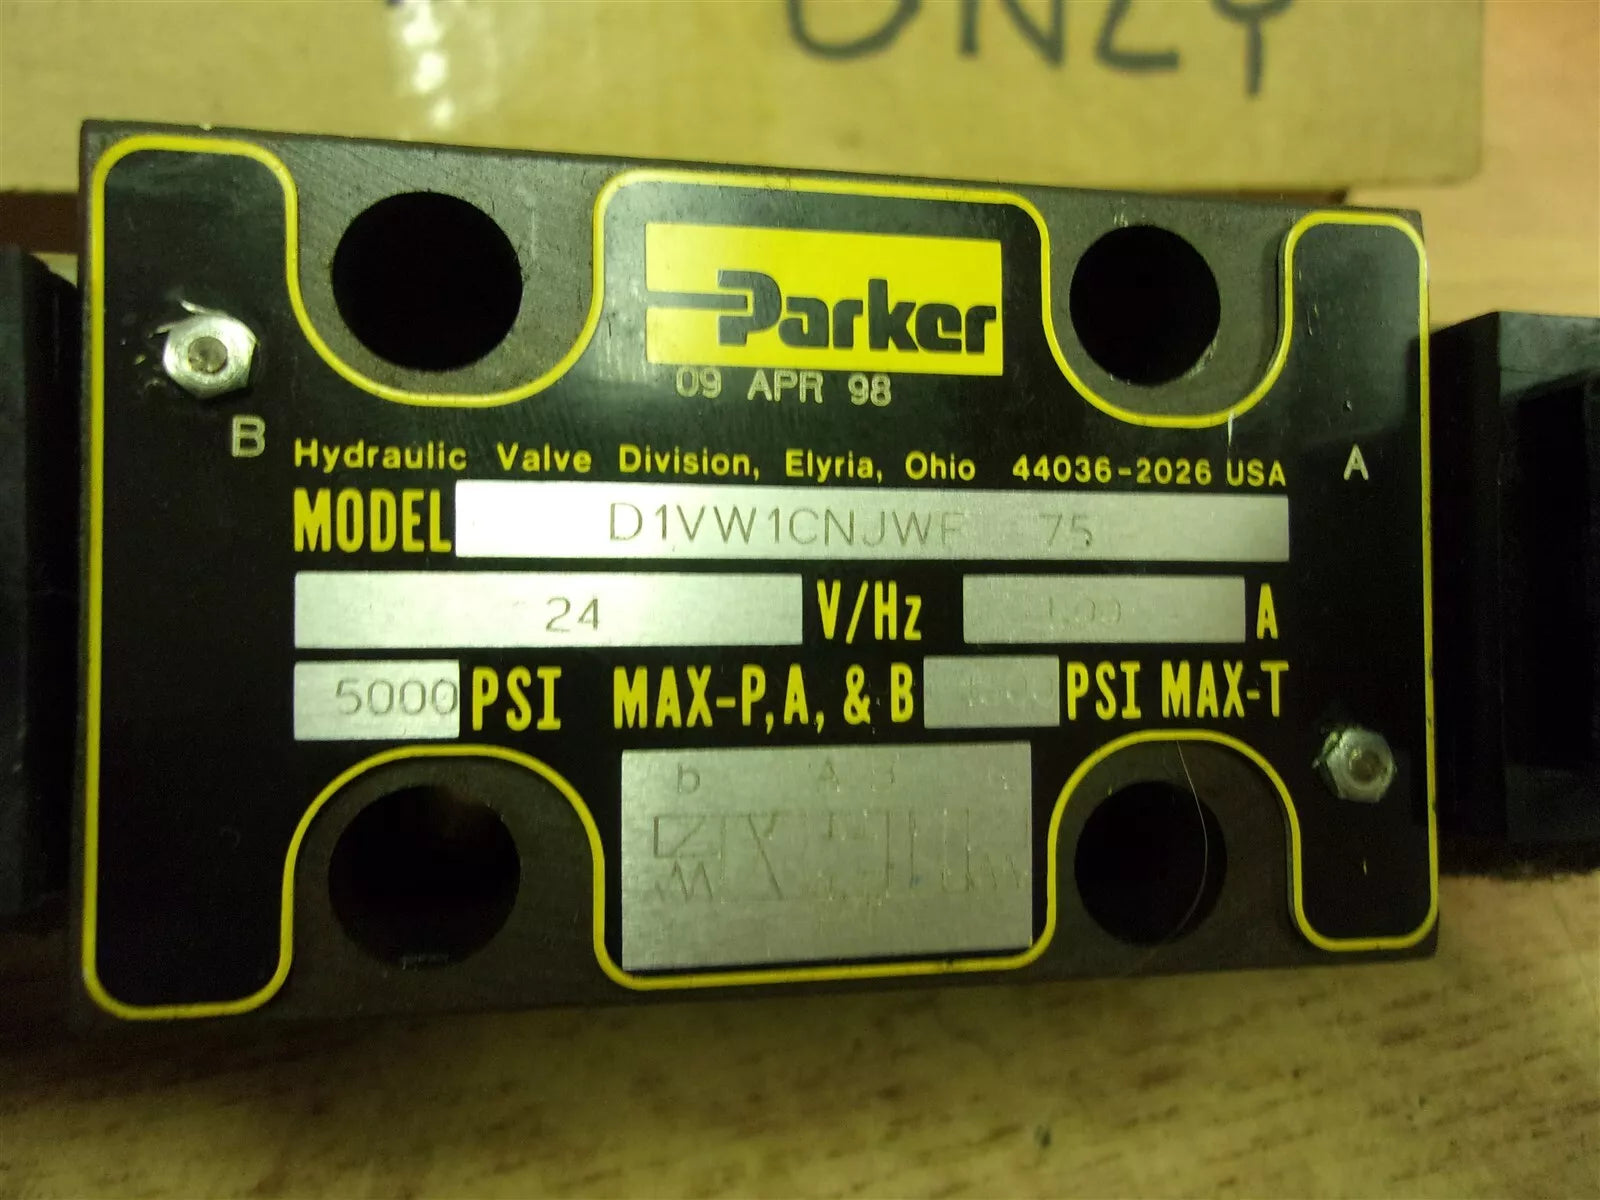 ONLY
Parker
09 APR 98
B
Hydraulic Valve Division, Elyria, Ohio 44036-2026 USA
A
MODEL D1VW1CNJWF 75
24 V/Hz A
5000 PSI MAX-P, A, & B PSI MAX-T
b A B